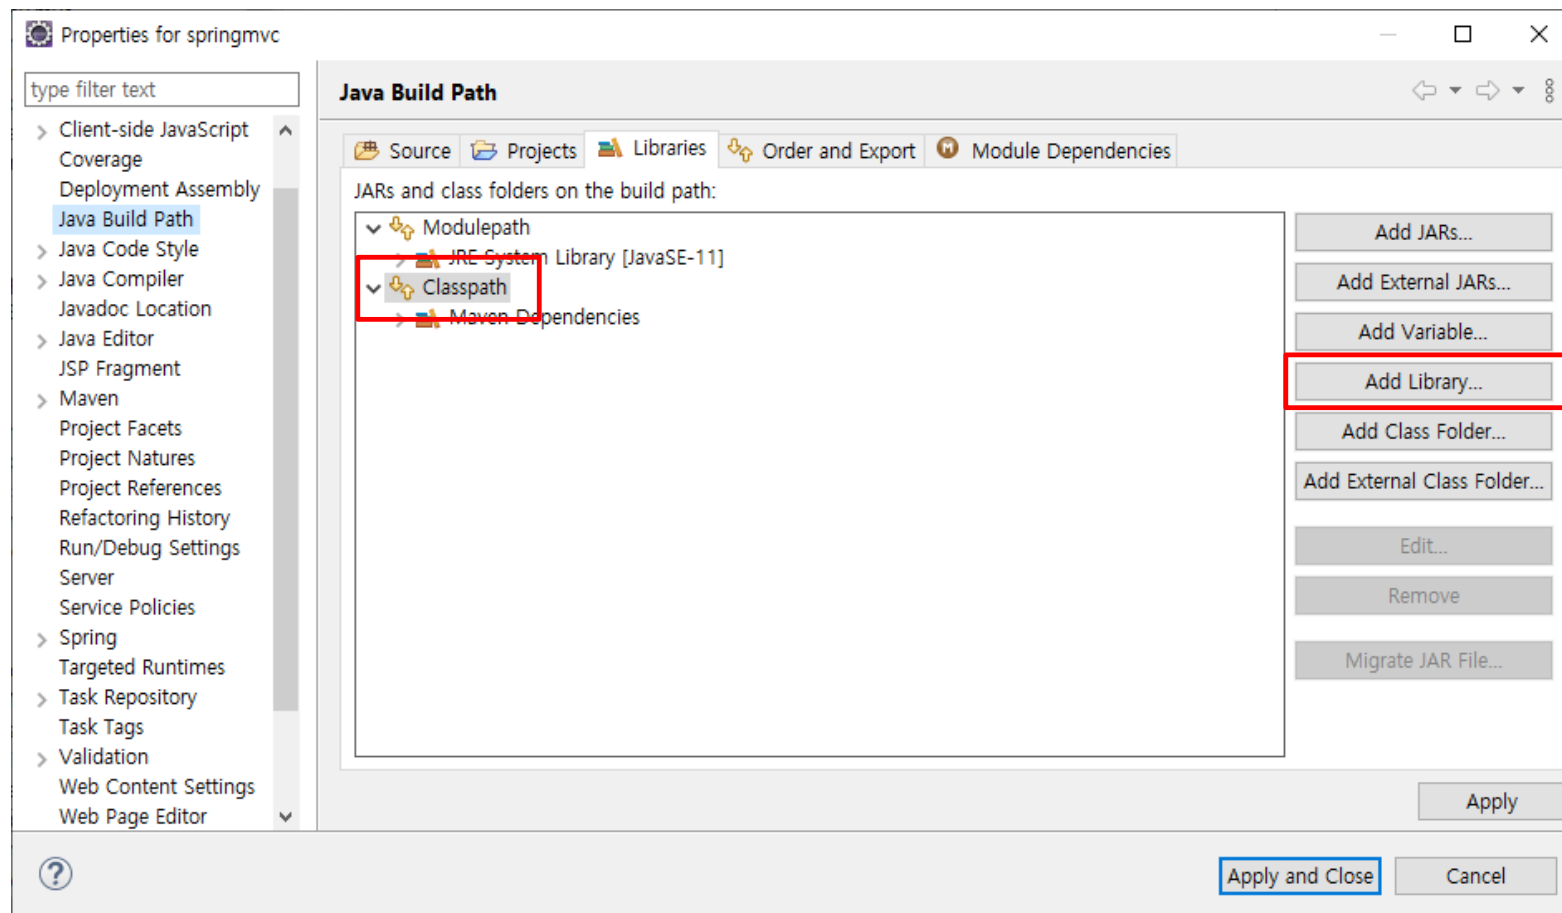 Properties for springmvc
type filter text
Client-side JavaScript
Coverage
Deployment Assembly
Java Build Path
Java Code Style
Java Compiler
Javadoc Location
Java Editor
JSP Fragment
Maven
Project Facets
Project Natures
Project References
Refactoring History
Run/Debug Settings
Server
Service Policies
Spring
Targeted Runtimes
Task Repository
Task Tags
Validation
Web Content Settings
Web Page Editor
Java Build Path
Source Projects Libraries Order and Export Module Dependencies
JARs and class folders on the build path:
Modulepath
JRE System Library [JavaSE-11]
Classpath
Maven Dependencies
Add JARs...
Add External JARs...
Add Variable...
Add Library...
Add Class Folder...
Add External Class Folder...
Edit...
Remove
Migrate JAR File...
Apply
Apply and Close Cancel